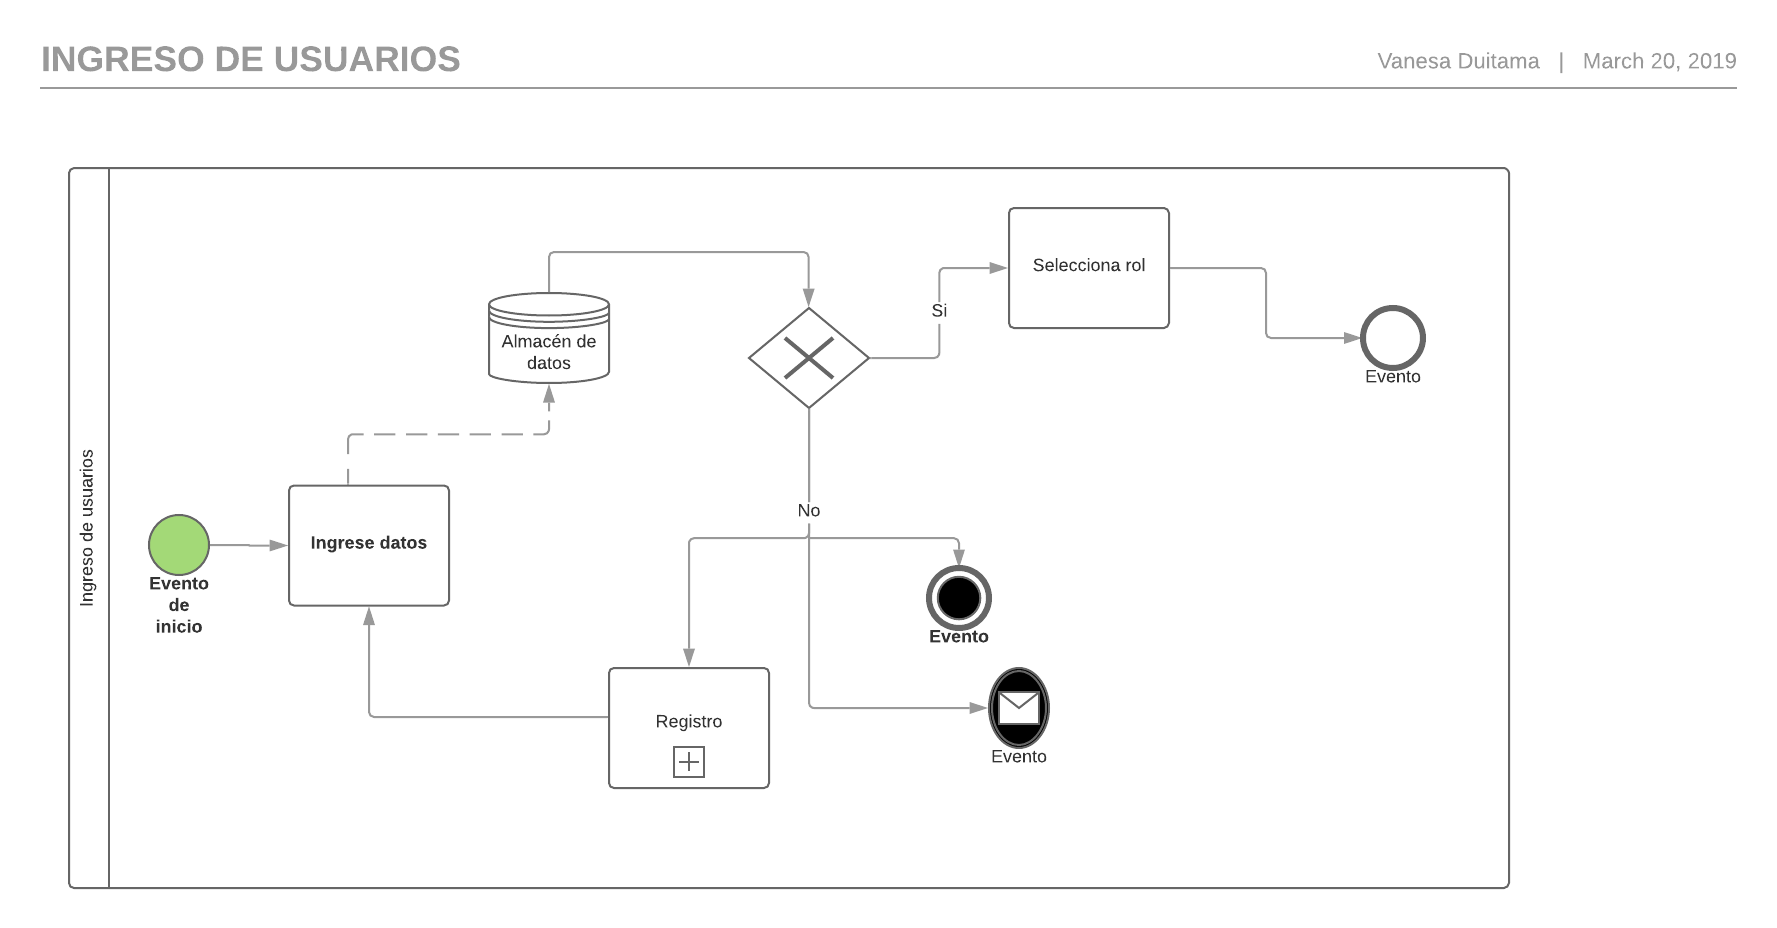 INGRESO DE USUARIOS
Vanesa Duitama | March 20, 2019
Ingreso de usuarios
Evento
de
inicio
Ingrese datos
Almacén de
datos
Si
Selecciona rol
Evento
No
Evento
Registro
Evento